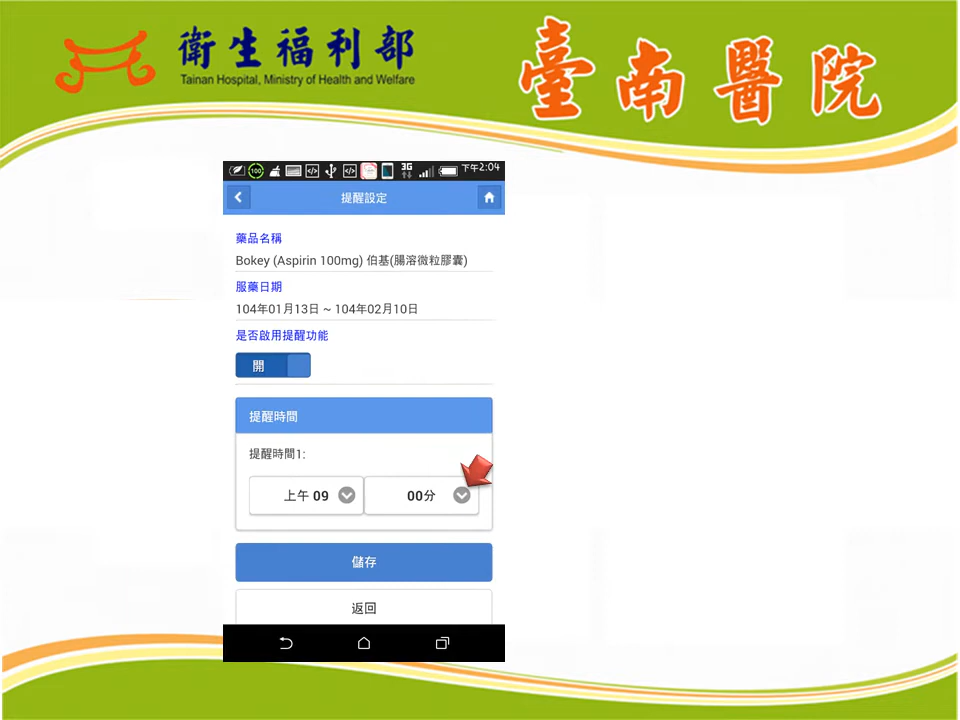 衛生福利部
Tainan Hospital, Ministry of Health and Welfare
臺南醫院
100 3G 下午2:04
提醒設定
藥品名稱
Bokey (Aspirin 100mg) 伯基(腸溶微粒膠囊)
服藥日期
104年01月13日 ~ 104年02月10日
是否啟用提醒功能
開
提醒時間
提醒時間1:
上午 09 00分
儲存
返回